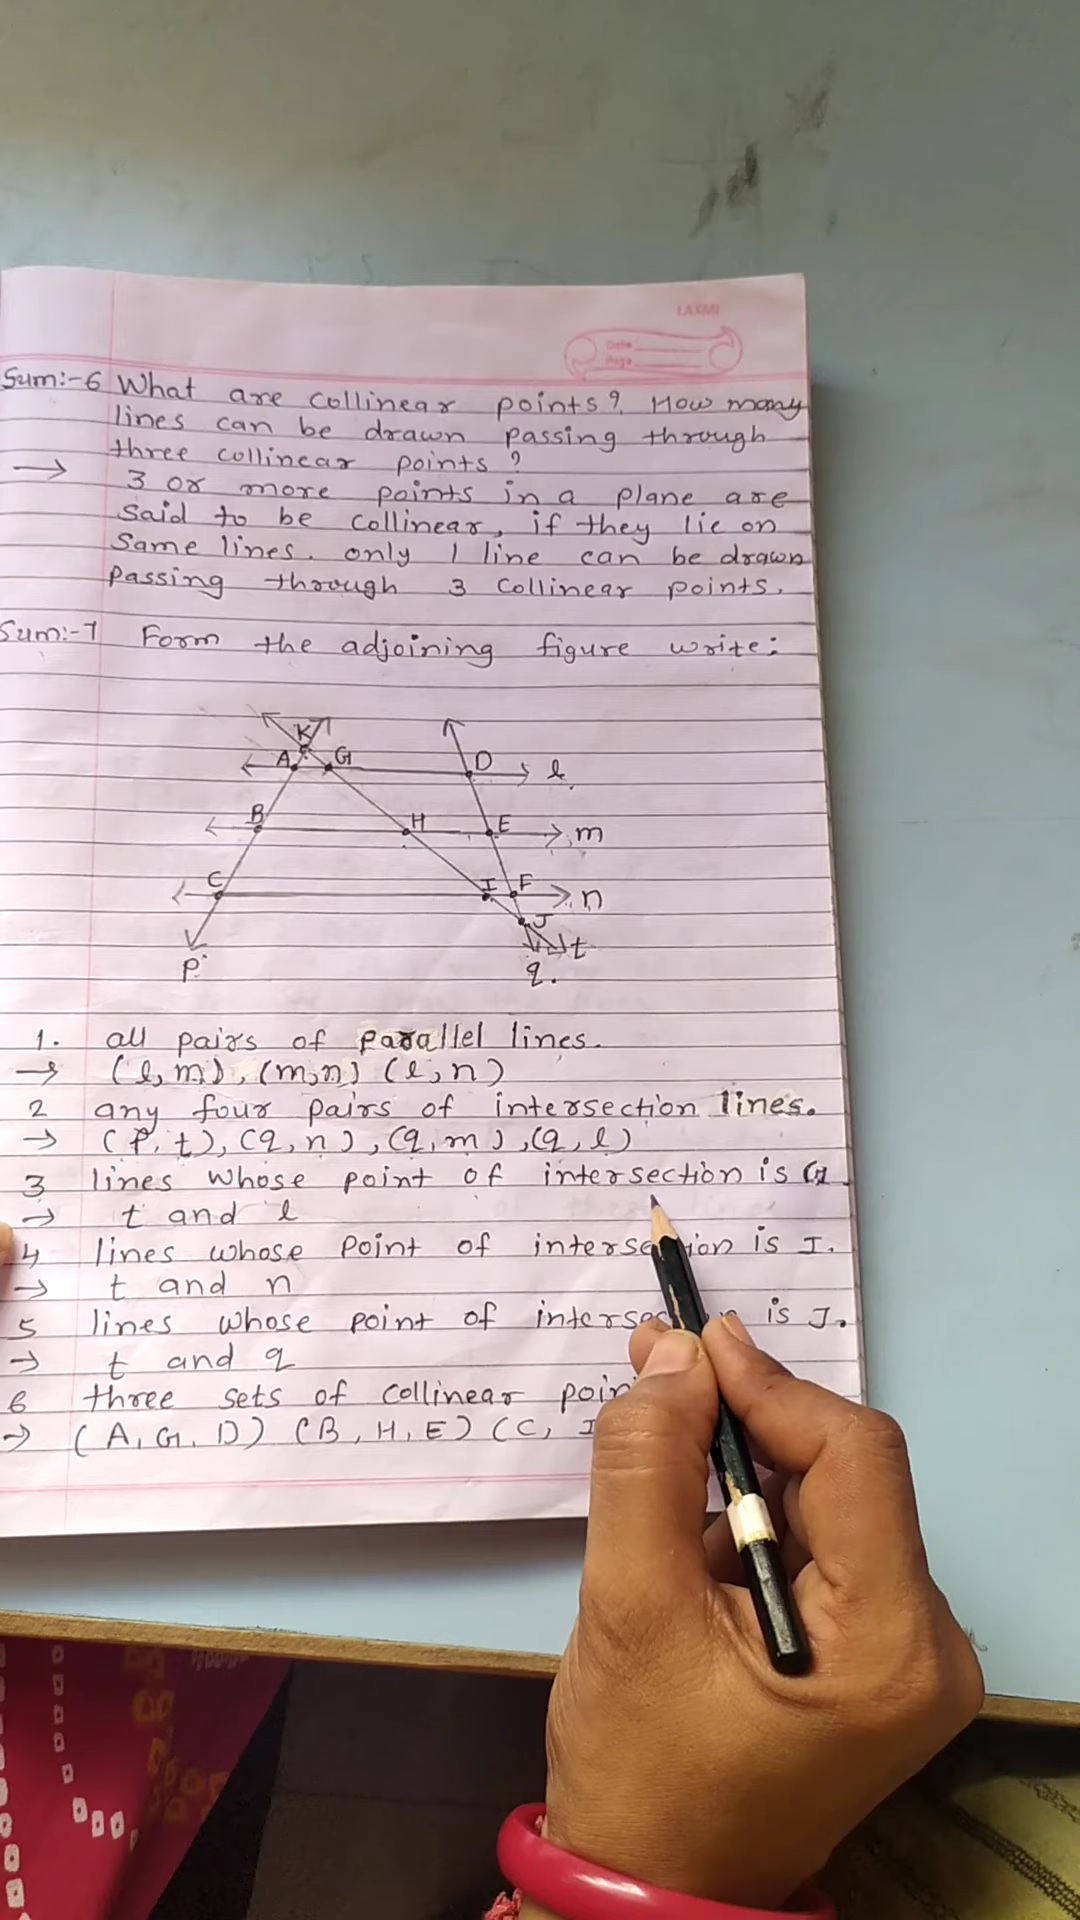 LAXMI
Date
Page
Sum:-6 What are collinear points? How many
lines can be drawn passing through
three collinear points?
→ 3 or more points in a plane are
said to be collinear, if they lie on
same lines. only 1 line can be drawn
passing through 3 collinear points.
Sum:-7 Form the adjoining figure write:
K
A G D l
B H E m
C I F n
J
t
P q.
1. all pairs of parallel lines.
→ (l, m), (m, n) (l, n)
2 any four pairs of intersection lines.
→ (P, t), (q, n), (q, m), (q, l)
3 lines whose point of intersection is G
→ t and l
4 lines whose point of is I.
→ t and n
5 lines whose point of is J.
→ t and q
6 three sets of collinear
→ (A, G, D) (B, H, E) (C, I